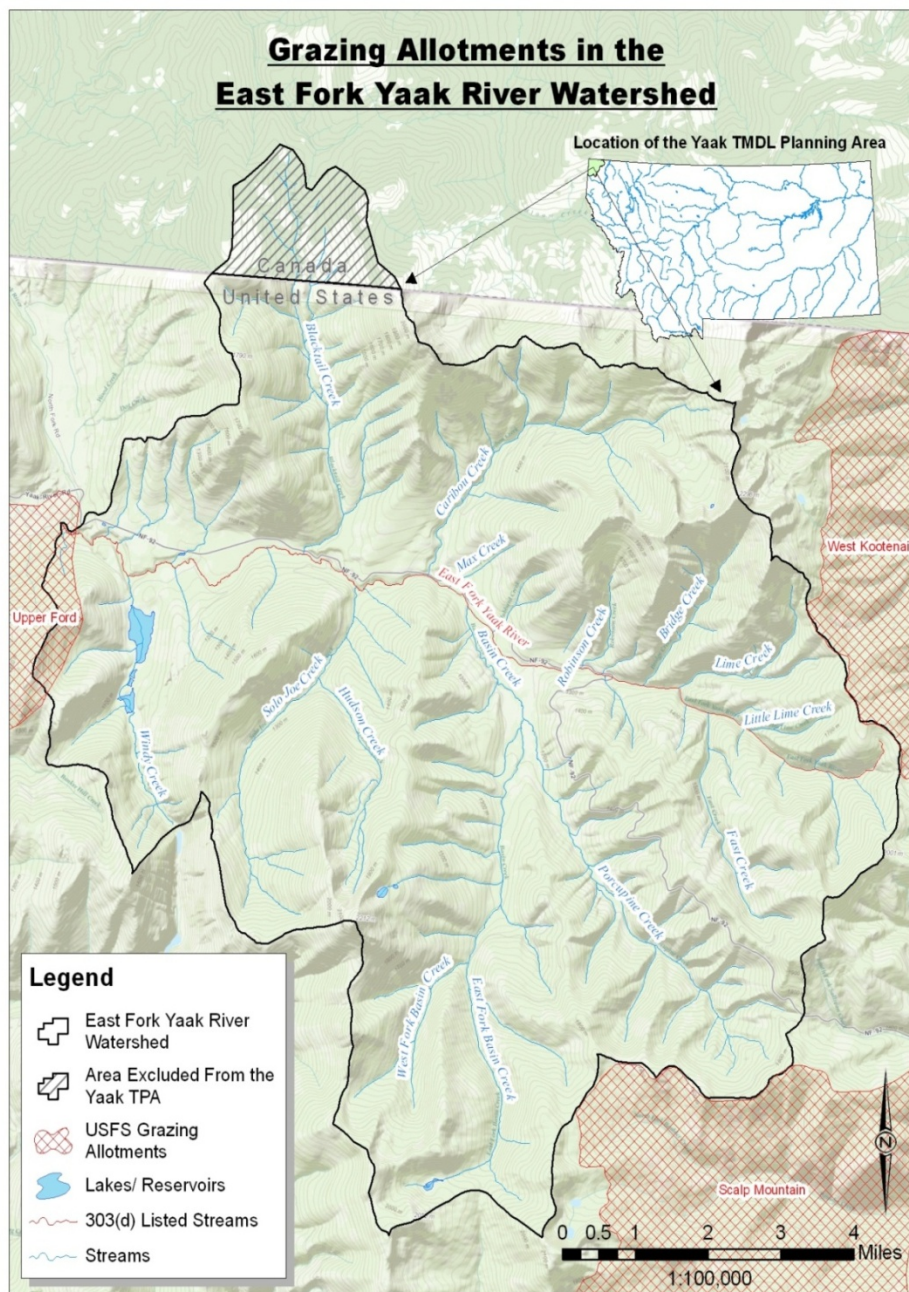 Grazing Allotments in the
East Fork Yaak River Watershed
Location of the Yaak TMDL Planning Area
Canada
United States
Blacktail Creek
Caribou Creek
Max Creek
East Fork Yaak River
West Kootenai
Upper Ford
Basin Creek
Robinson Creek
Bridge Creek
Lime Creek
Little Lime Creek
Solo Joe Creek
Hudson Creek
Windy Creek
Fast Creek
Porcupine Creek
West Fork Basin Creek
East Fork Basin Creek
Scalp Mountain
Legend
East Fork Yaak River
Watershed
Area Excluded From the
Yaak TPA
USFS Grazing
Allotments
Lakes/ Reservoirs
303(d) Listed Streams
Streams
N
0 0.5 1 2 3 4
Miles
1:100,000